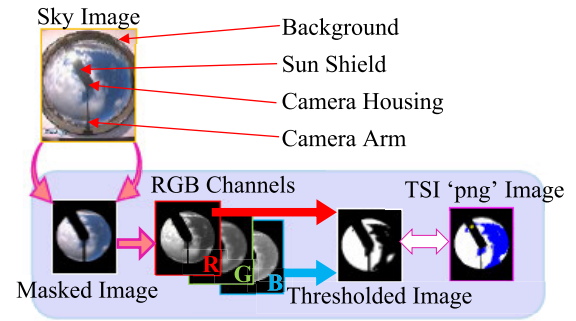 Sky Image
Background
Sun Shield
Camera Housing
Camera Arm
RGB Channels
TSI ‘png’ Image
R
G
B
Masked Image
Thresholded Image